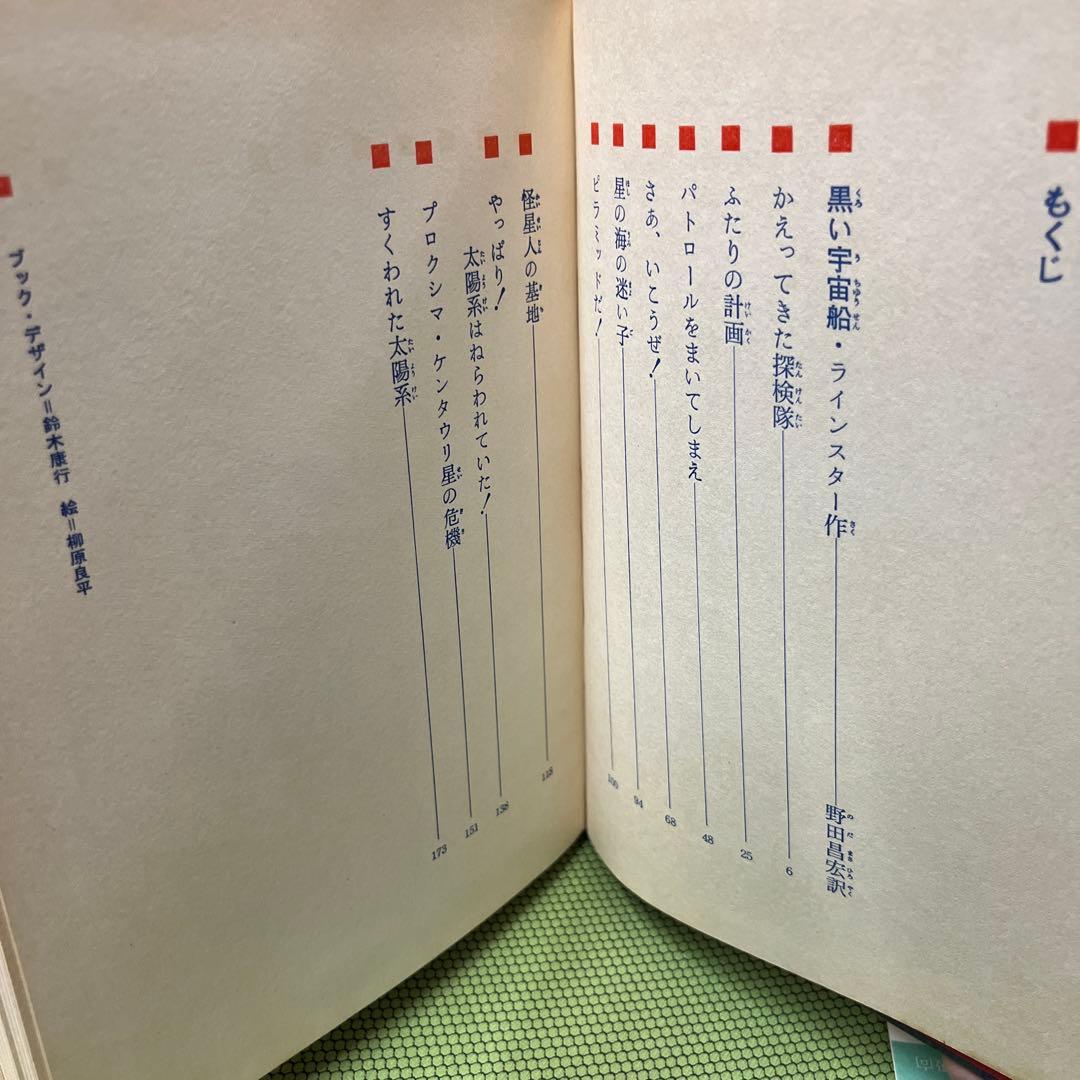 もくじ
黒い宇宙船・ラインスター作 野田昌宏訳
かえってきた探検隊 6
ふたりの計画 25
パトロールをまいてしまえ 48
さあ、いこうぜ! 68
星の海の迷い子 94
ピラミッドだ! 100
怪星人の基地 118
やっぱり!
太陽系はねらわれていた! 138
プロクシマ・ケンタウリ星の危機 151
すくわれた太陽系 173
ブック・デザイン=鈴木康行 絵=柳原良平